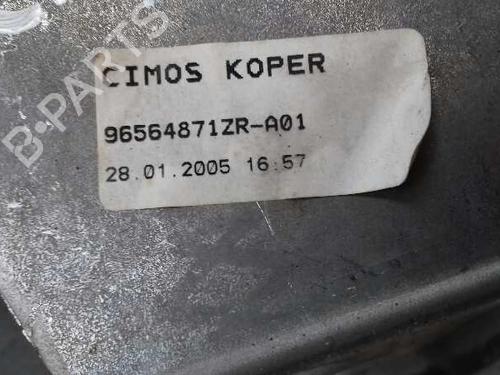 CIMOS KOPER
96564871ZR-A01
28.01.2005 16:57
B-PARTS